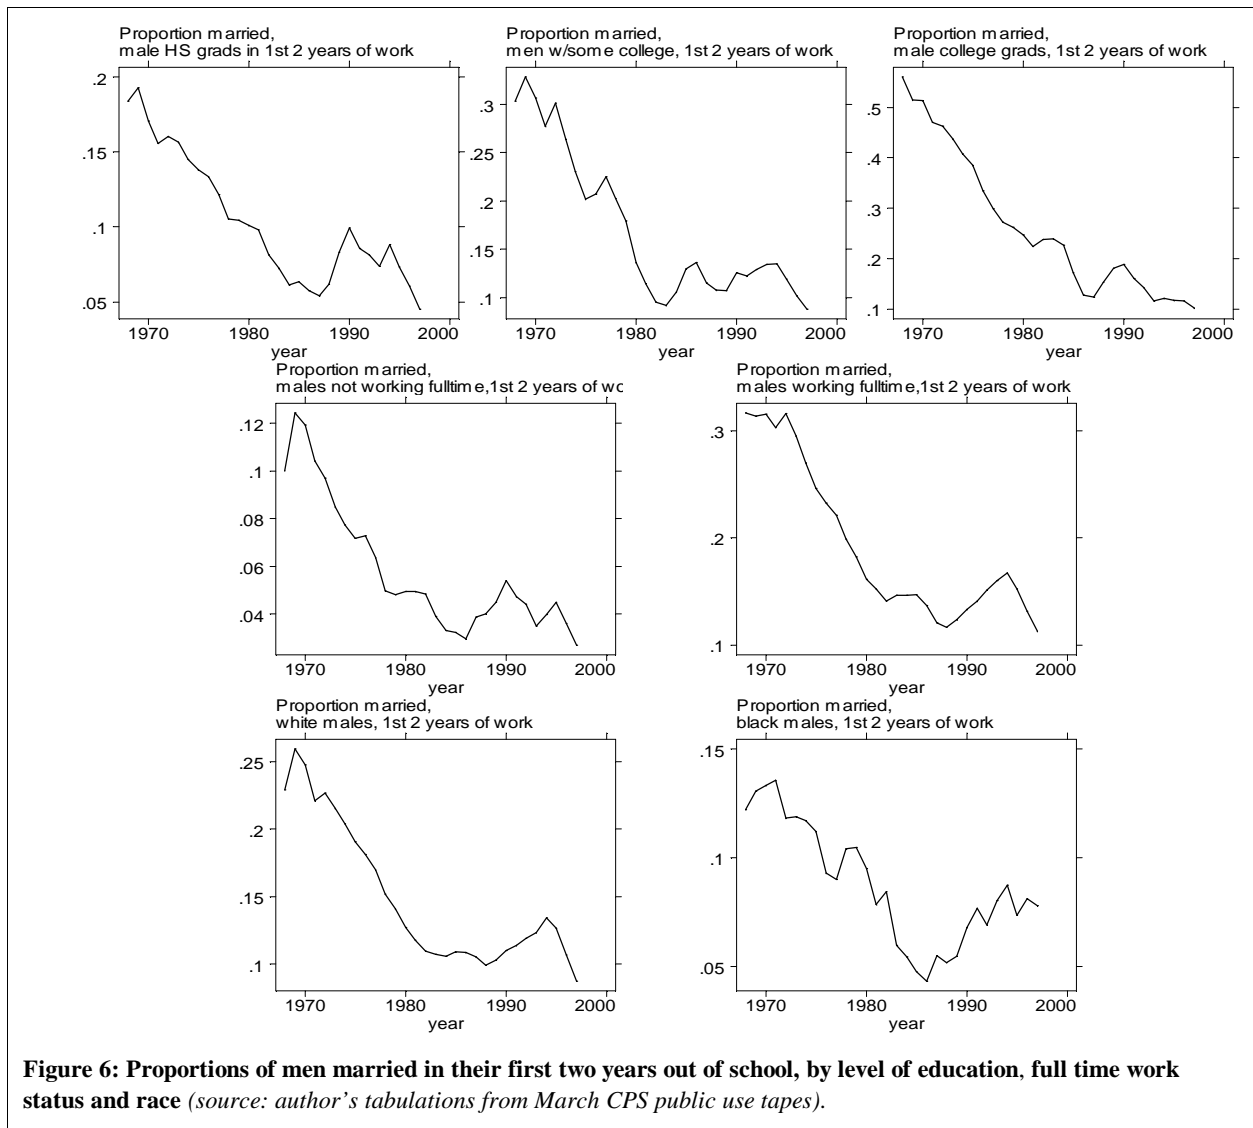 Proportion married,
male HS grads in 1st 2 years of work
.2
.15
.1
.05
1970 1980 1990 2000
year
Proportion married,
men w/some college, 1st 2 years of work
.3
.25
.2
.15
.1
1970 1980 1990 2000
year
Proportion married,
male college grads, 1st 2 years of work
.5
.4
.3
.2
.1
1970 1980 1990 2000
year
Proportion married,
males not working fulltime,1st 2 years of wc
.12
.1
.08
.06
.04
1970 1980 1990 2000
year
Proportion married,
males working fulltime,1st 2 years of work
.3
.2
.1
1970 1980 1990 2000
year
Proportion married,
white males, 1st 2 years of work
.25
.2
.15
.1
1970 1980 1990 2000
year
Proportion married,
black males, 1st 2 years of work
.15
.1
.05
1970 1980 1990 2000
year
Figure 6: Proportions of men married in their first two years out of school, by level of education, full time work
status and race (source: author's tabulations from March CPS public use tapes).